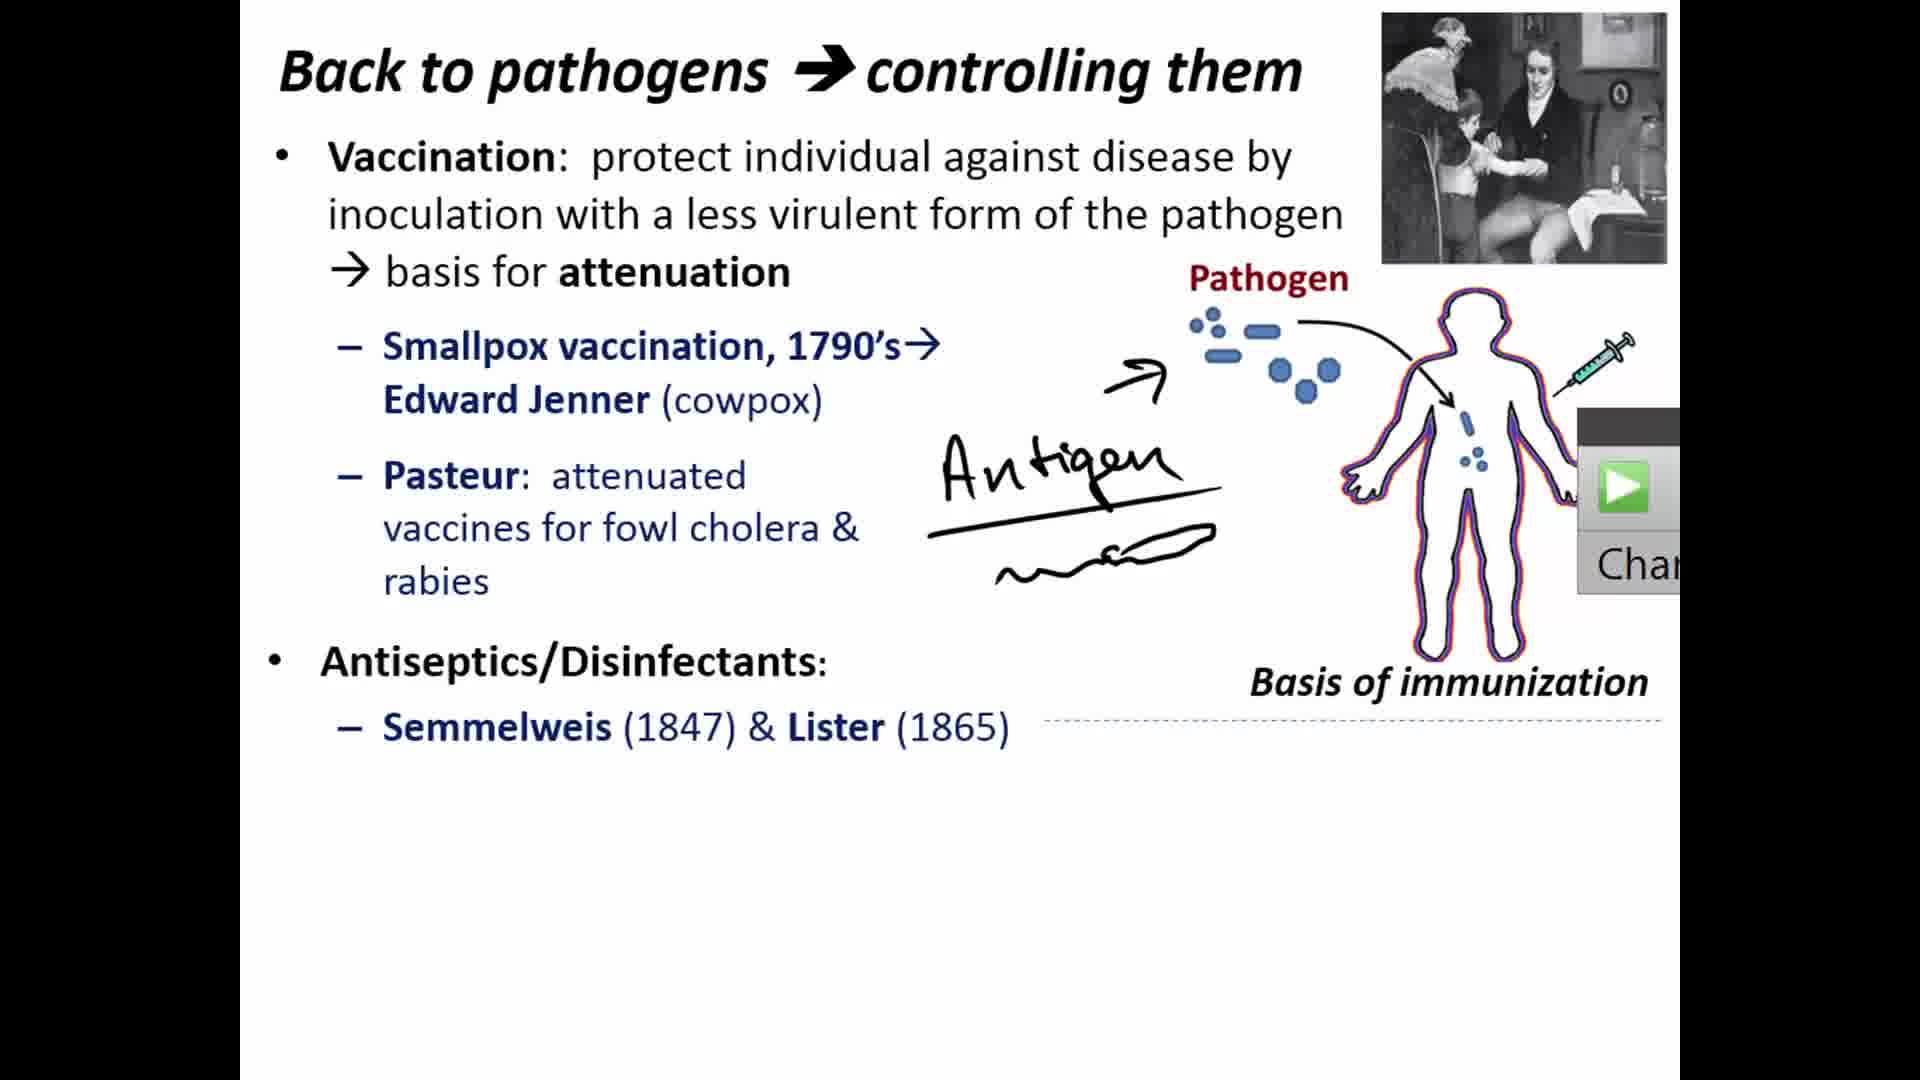 Back to pathogens → controlling them
• Vaccination: protect individual against disease by
inoculation with a less virulent form of the pathogen
→ basis for attenuation
Pathogen
– Smallpox vaccination, 1790’s→
Edward Jenner (cowpox)
Antigen
– Pasteur: attenuated
vaccines for fowl cholera &
rabies
Char
• Antiseptics/Disinfectants:
Basis of immunization
– Semmelweis (1847) & Lister (1865)